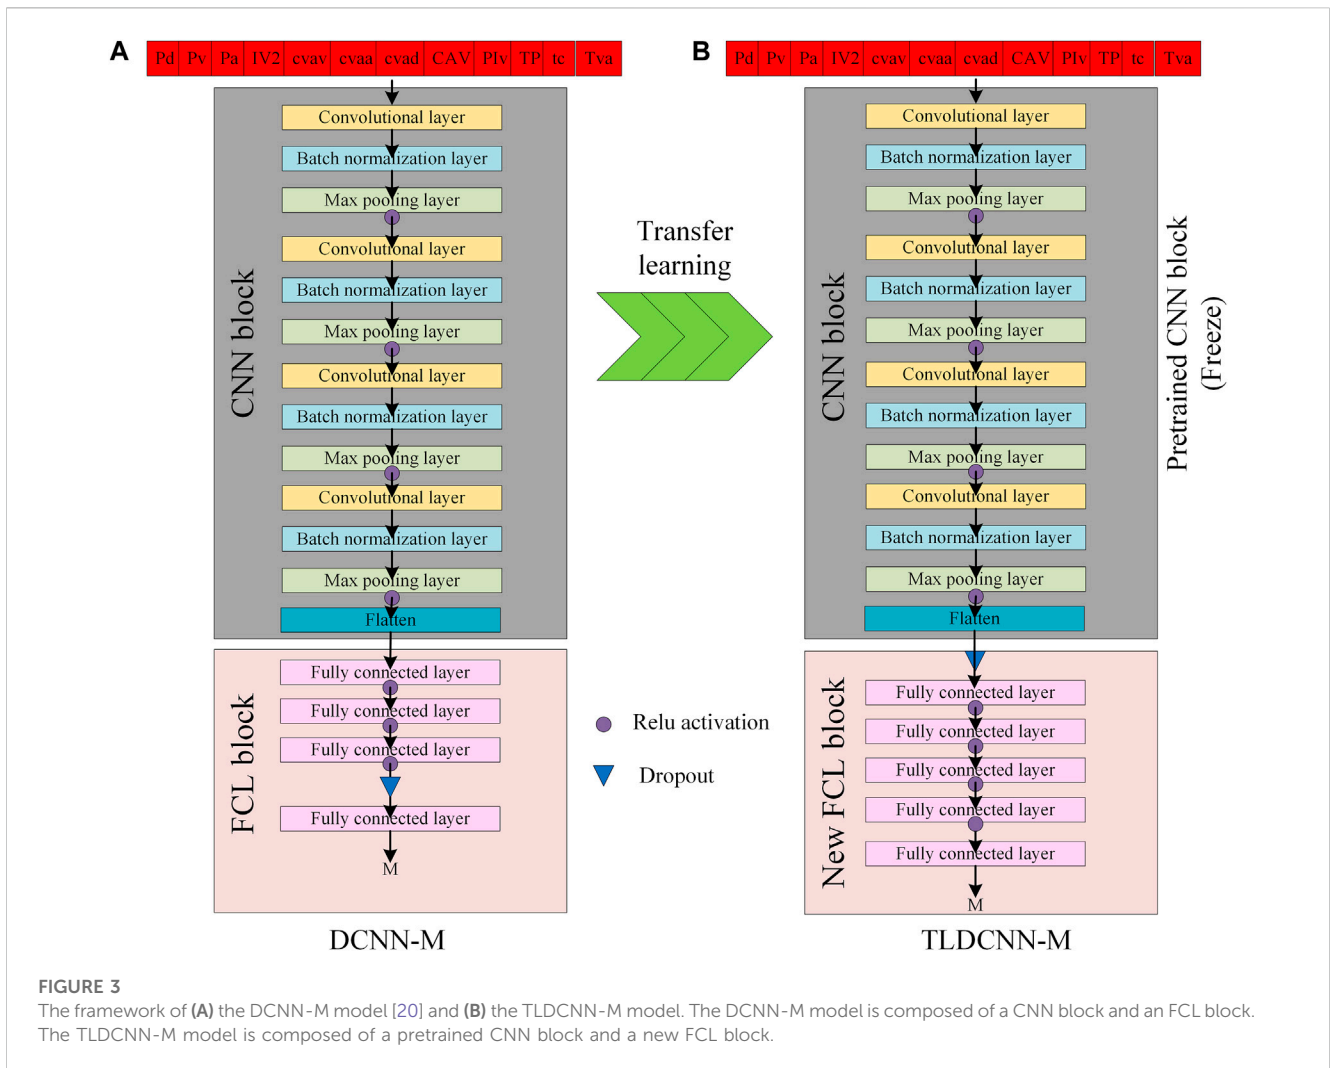 A
Pd Pv Pa IV2 cvav cvaa cvad CAV PIv TP tc Tva
CNN block
Convolutional layer
Batch normalization layer
Max pooling layer
Convolutional layer
Batch normalization layer
Max pooling layer
Convolutional layer
Batch normalization layer
Max pooling layer
Convolutional layer
Batch normalization layer
Max pooling layer
Flatten
FCL block
Fully connected layer
Fully connected layer
Fully connected layer
Fully connected layer
M
DCNN-M
Transfer
learning
Relu activation
Dropout
B
Pd Pv Pa IV2 cvav cvaa cvad CAV PIv TP tc Tva
CNN block
Convolutional layer
Batch normalization layer
Max pooling layer
Convolutional layer
Batch normalization layer
Max pooling layer
Convolutional layer
Batch normalization layer
Max pooling layer
Convolutional layer
Batch normalization layer
Max pooling layer
Flatten
Pretrained CNN block
(Freeze)
New FCL block
Fully connected layer
Fully connected layer
Fully connected layer
Fully connected layer
Fully connected layer
M
TLDCNN-M
FIGURE 3
The framework of (A) the DCNN-M model [20] and (B) the TLDCNN-M model. The DCNN-M model is composed of a CNN block and an FCL block.
The TLDCNN-M model is composed of a pretrained CNN block and a new FCL block.